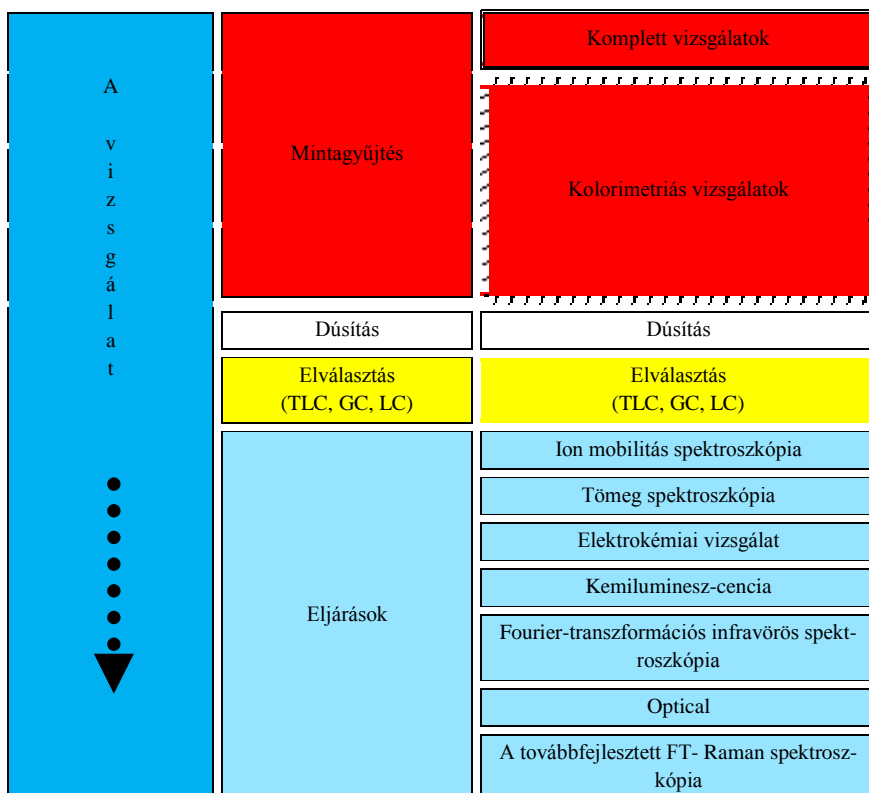 A vizsgálat
Mintagyűjtés
Komplett vizsgálatok
Kolorimetriás vizsgálatok
Dúsítás
Dúsítás
Elválasztás
(TLC, GC, LC)
Elválasztás
(TLC, GC, LC)
Eljárások
Ion mobilitás spektroszkópia
Tömeg spektroszkópia
Elektrokémiai vizsgálat
Kemiluminesz-cencia
Fourier-transzformációs infravörös spekt-
roszkópia
Optical
A továbbfejlesztett FT- Raman spektrosz-
kópia